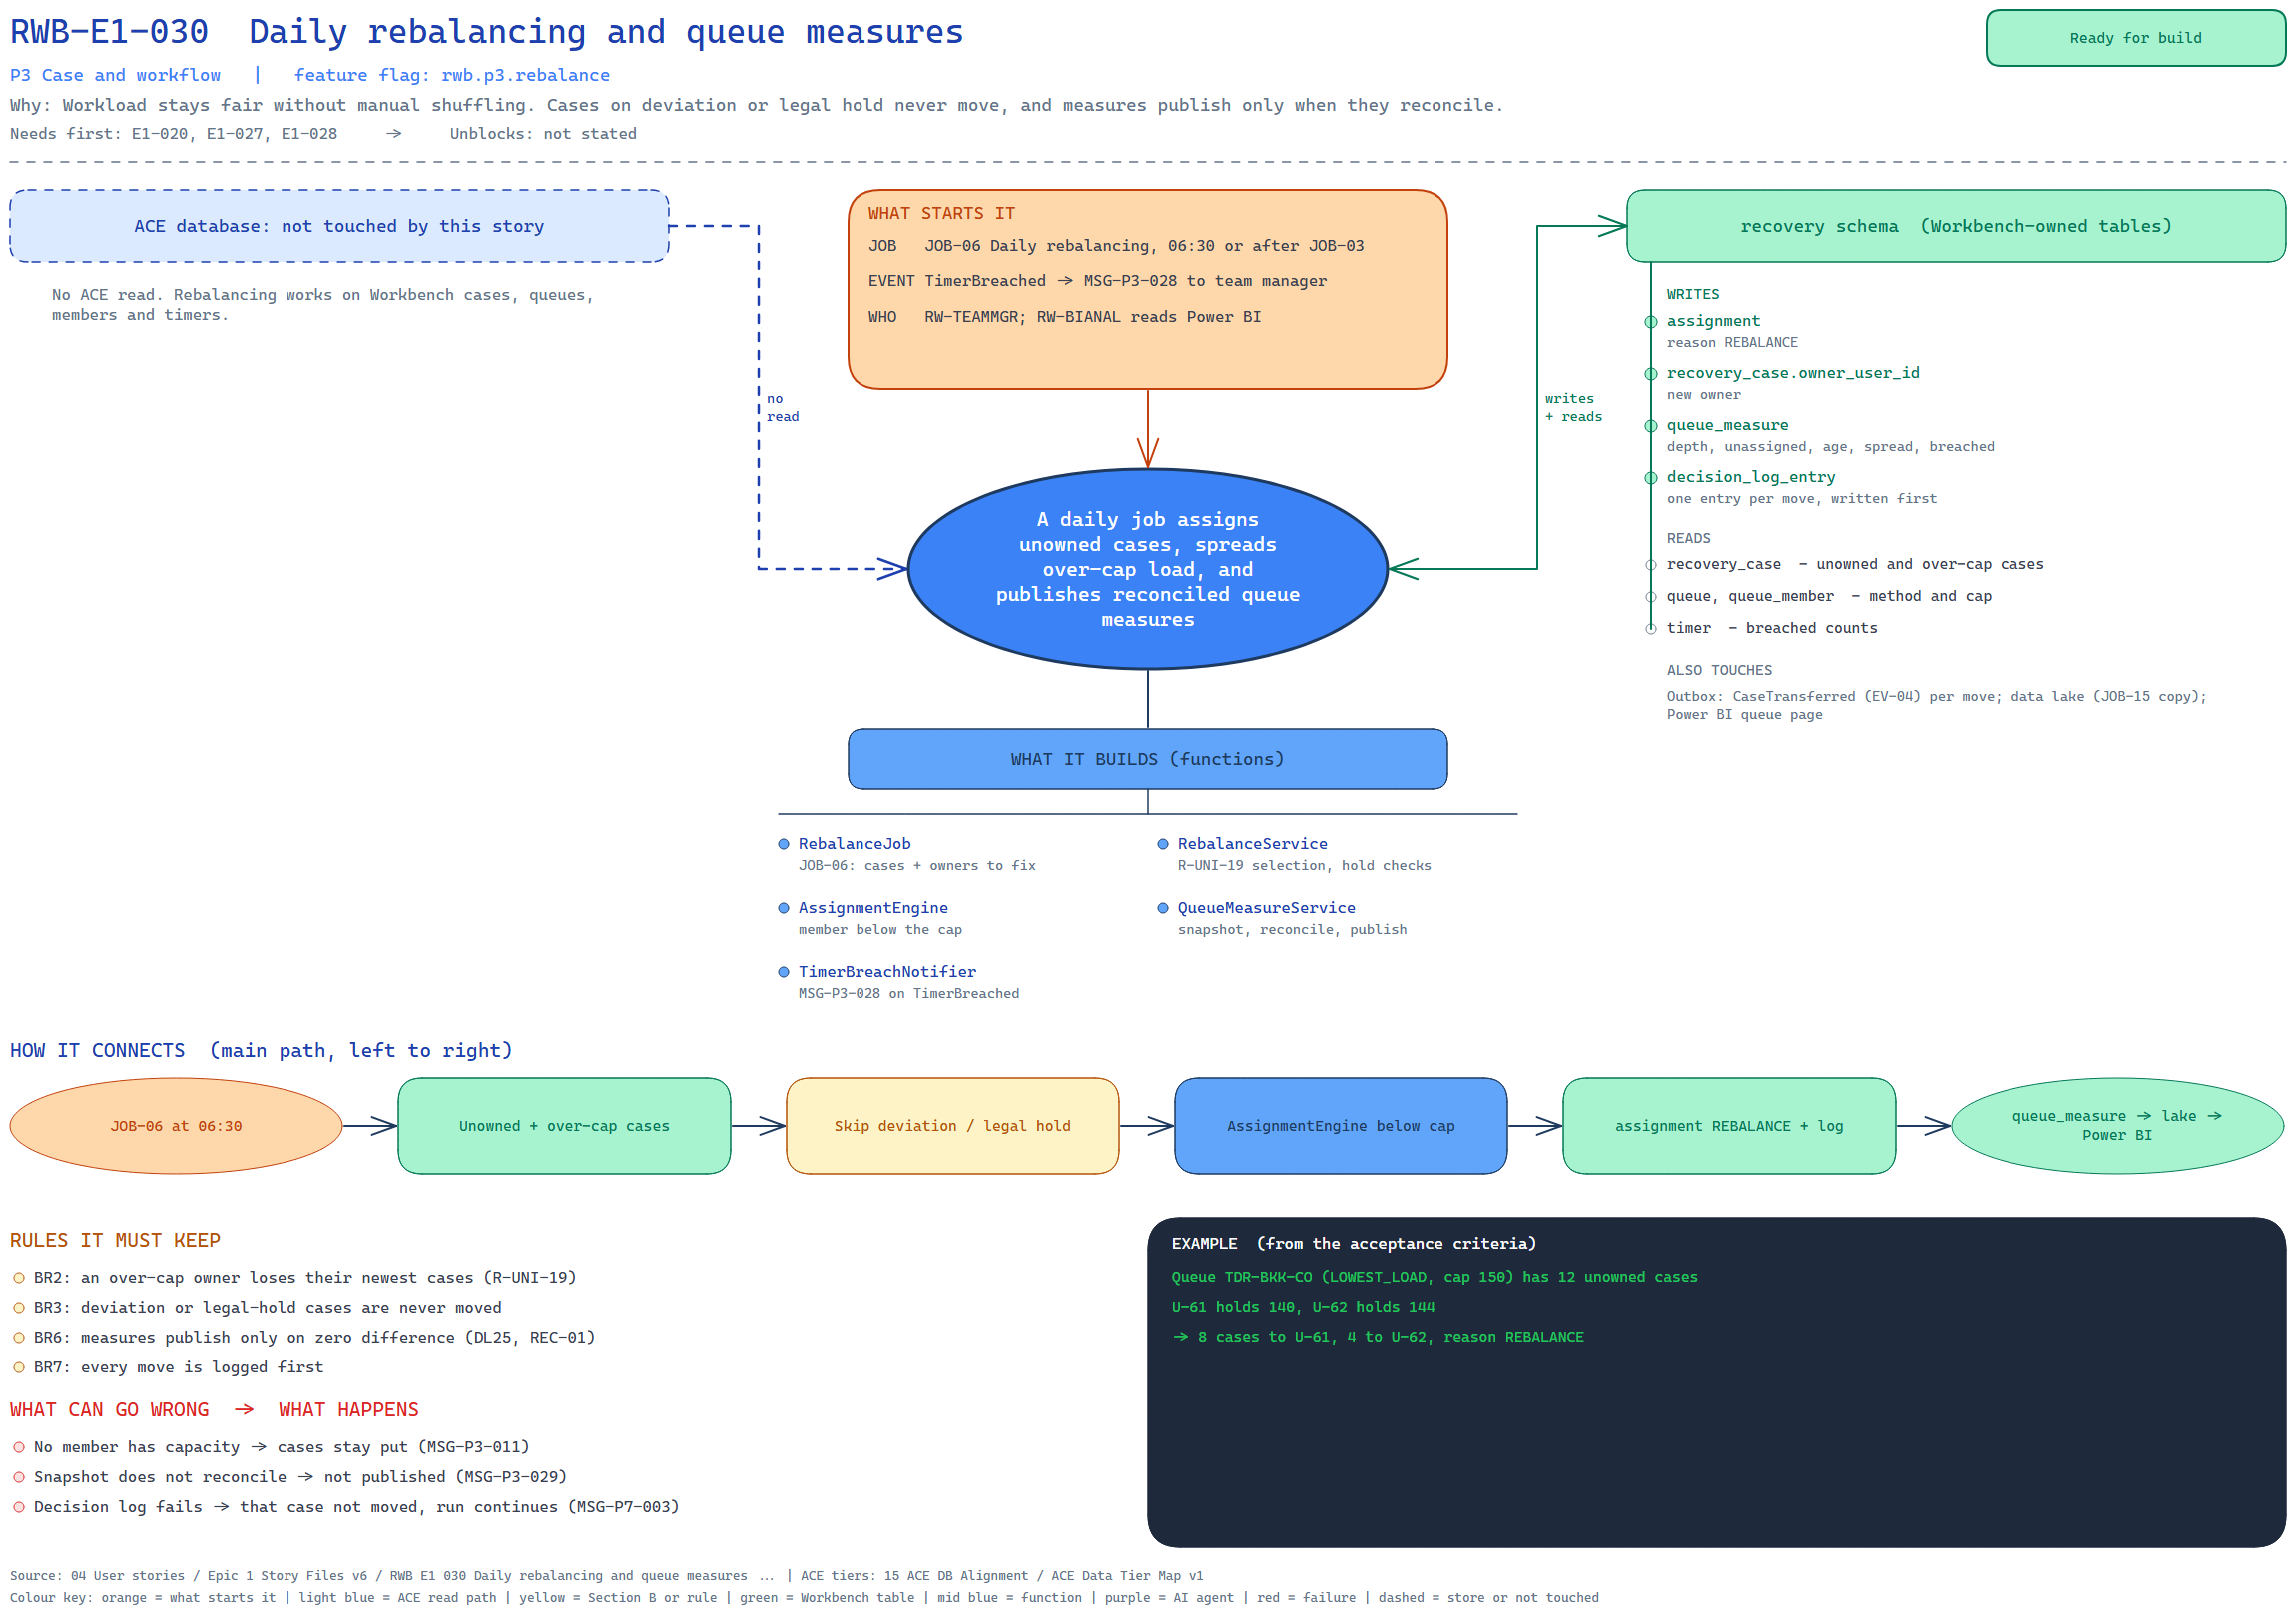 RWB-E1-030  Daily rebalancing and queue measures
Ready for build
P3 Case and workflow  |  feature flag: rwb.p3.rebalance
Why: Workload stays fair without manual shuffling. Cases on deviation or legal hold never move, and measures publish only when they reconcile.
Needs first: E1-020, E1-027, E1-028  →  Unblocks: not stated
ACE database: not touched by this story
No ACE read. Rebalancing works on Workbench cases, queues,
members and timers.
no
read
WHAT STARTS IT
JOB  JOB-06 Daily rebalancing, 06:30 or after JOB-03
EVENT TimerBreached → MSG-P3-028 to team manager
WHO  RW-TEAMMGR; RW-BIANAL reads Power BI
writes
+ reads
recovery schema  (Workbench-owned tables)
WRITES
assignment
reason REBALANCE
recovery_case.owner_user_id
new owner
queue_measure
depth, unassigned, age, spread, breached
decision_log_entry
one entry per move, written first
READS
recovery_case  - unowned and over-cap cases
queue, queue_member  - method and cap
timer  - breached counts
ALSO TOUCHES
Outbox: CaseTransferred (EV-04) per move; data lake (JOB-15 copy);
Power BI queue page
A daily job assigns
unowned cases, spreads
over-cap load, and
publishes reconciled queue
measures
WHAT IT BUILDS (functions)
RebalanceJob
JOB-06: cases + owners to fix
RebalanceService
R-UNI-19 selection, hold checks
AssignmentEngine
member below the cap
QueueMeasureService
snapshot, reconcile, publish
TimerBreachNotifier
MSG-P3-028 on TimerBreached
HOW IT CONNECTS  (main path, left to right)
JOB-06 at 06:30
Unowned + over-cap cases
Skip deviation / legal hold
AssignmentEngine below cap
assignment REBALANCE + log
queue_measure → lake →
Power BI
RULES IT MUST KEEP
BR2: an over-cap owner loses their newest cases (R-UNI-19)
BR3: deviation or legal-hold cases are never moved
BR6: measures publish only on zero difference (DL25, REC-01)
BR7: every move is logged first
WHAT CAN GO WRONG  →  WHAT HAPPENS
No member has capacity → cases stay put (MSG-P3-011)
Snapshot does not reconcile → not published (MSG-P3-029)
Decision log fails → that case not moved, run continues (MSG-P7-003)
EXAMPLE  (from the acceptance criteria)
Queue TDR-BKK-CO (LOWEST_LOAD, cap 150) has 12 unowned cases
U-61 holds 140, U-62 holds 144
→ 8 cases to U-61, 4 to U-62, reason REBALANCE
Source: 04 User stories / Epic 1 Story Files v6 / RWB E1 030 Daily rebalancing and queue measures ... | ACE tiers: 15 ACE DB Alignment / ACE Data Tier Map v1
Colour key: orange = what starts it | light blue = ACE read path | yellow = Section B or rule | green = Workbench table | mid blue = function | purple = AI agent | red = failure | dashed = store or not touched